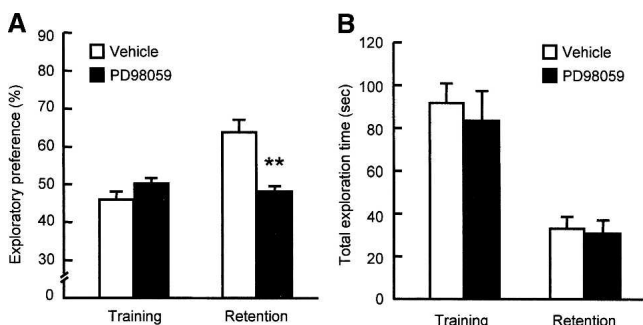 A
Exploratory preference (%)
90
80
70
60
50
40
30
0
Vehicle
PD98059
**
Training
Retention
B
Total exploration time (sec)
120
100
80
60
40
20
0
Vehicle
PD98059
Training
Retention